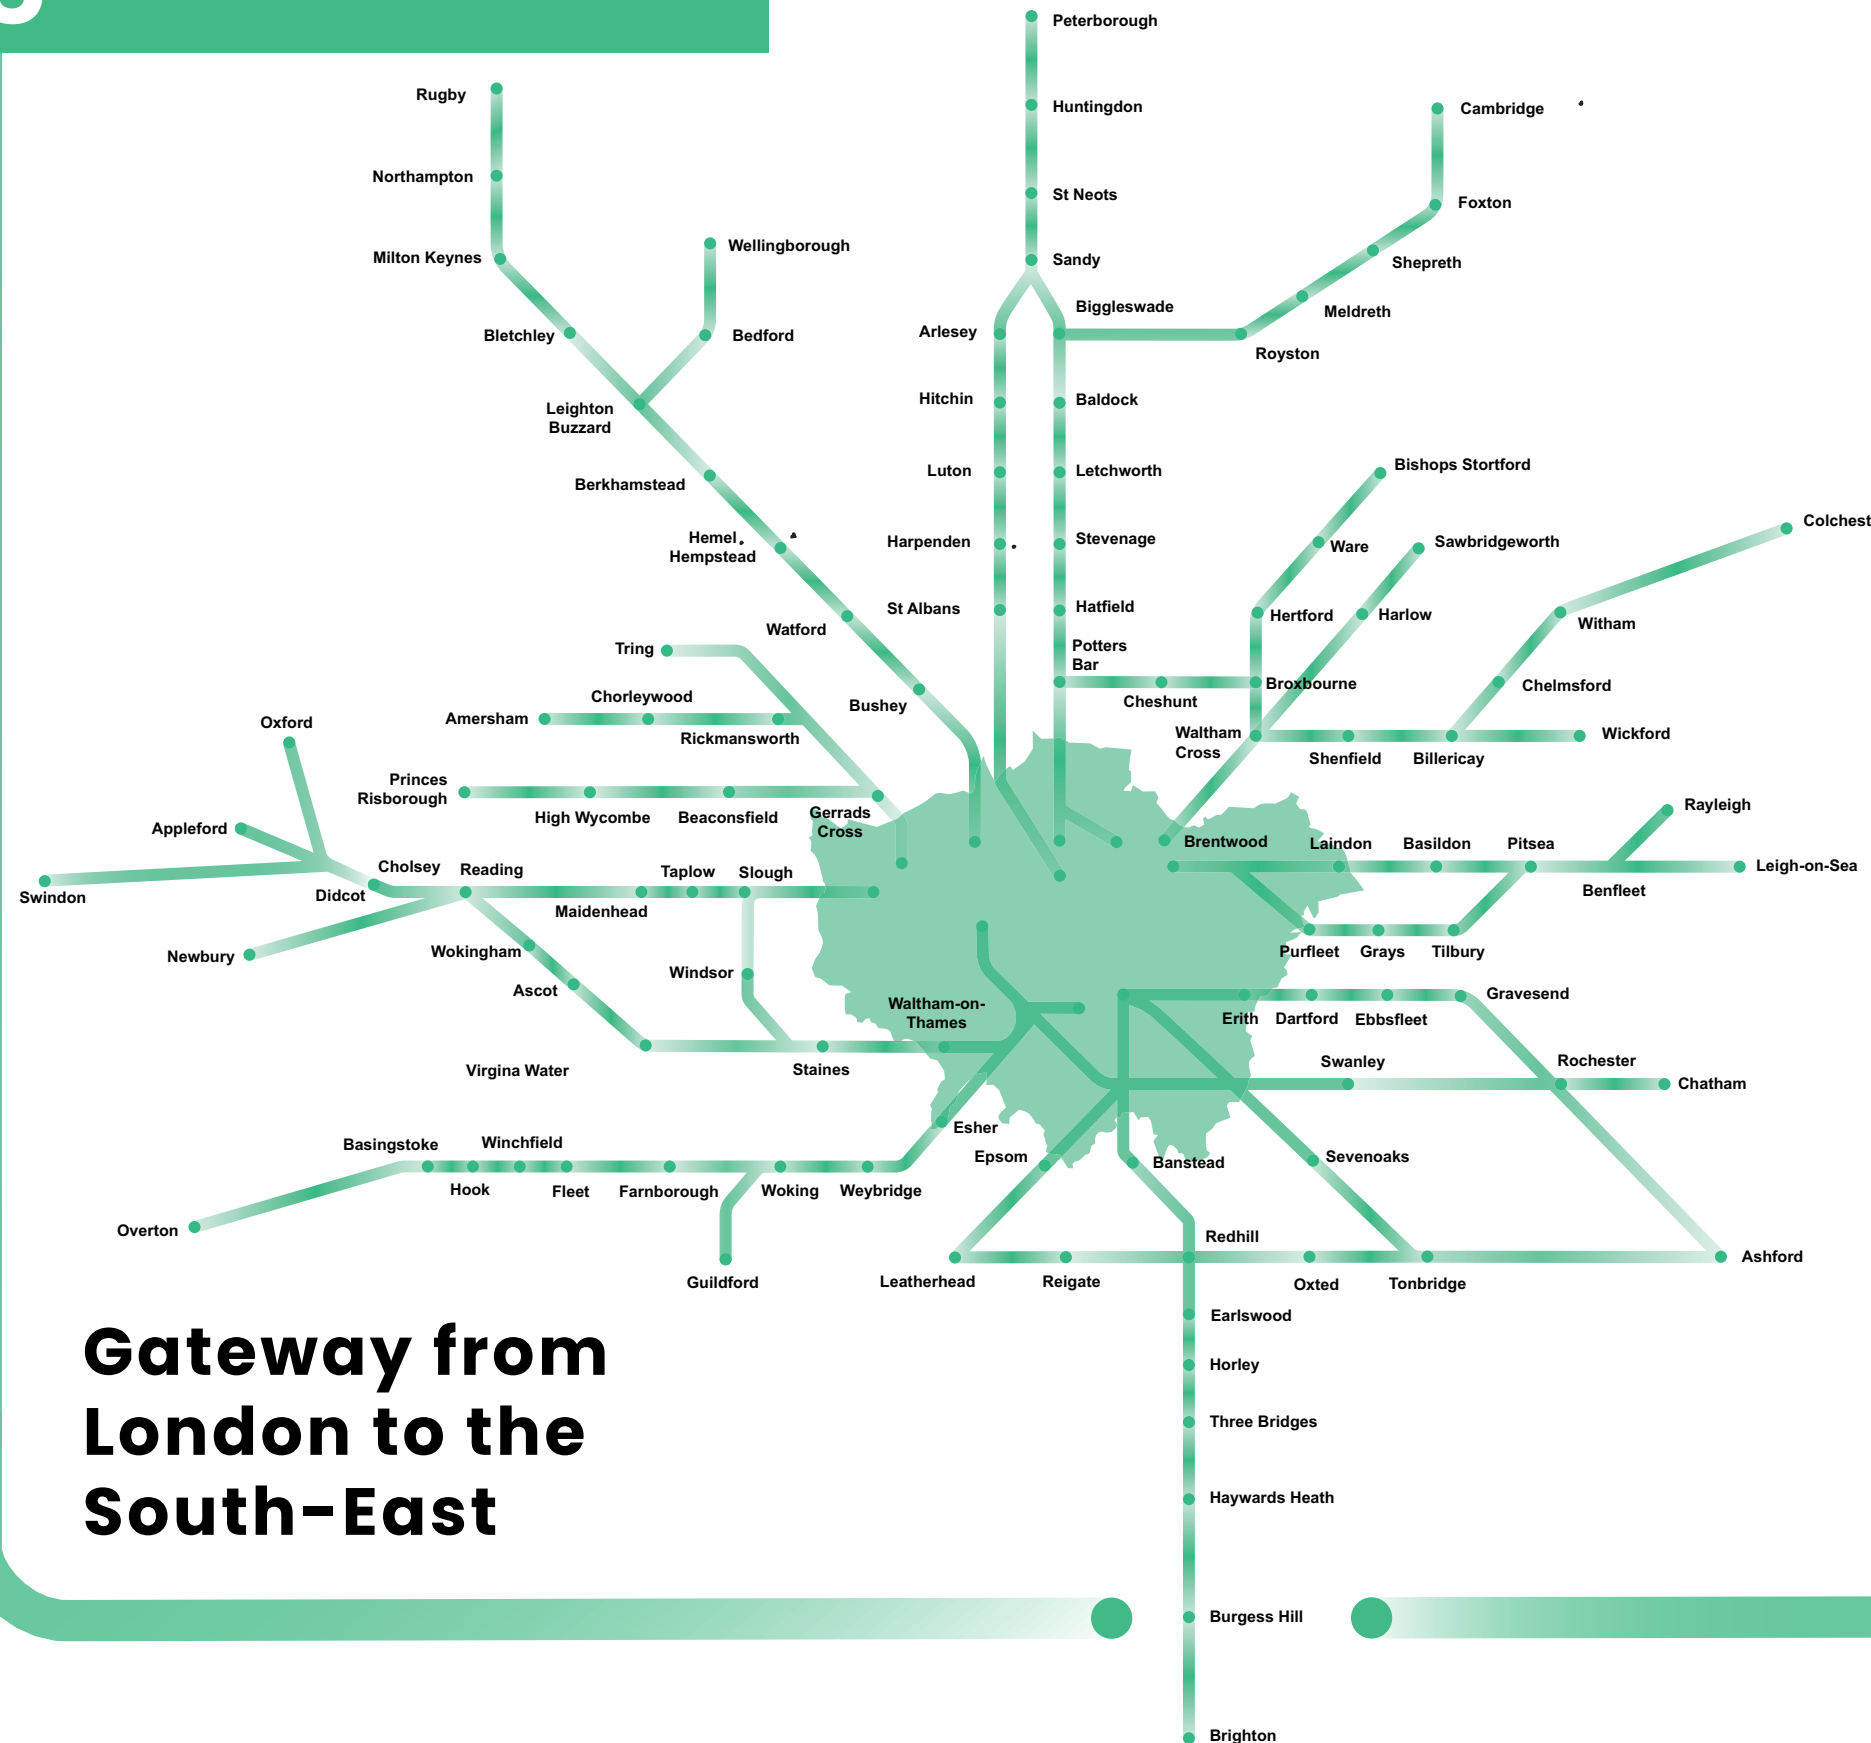 Peterborough
Rugby
Huntingdon
Cambridge
Northampton
St Neots
Foxton
Wellingborough
Milton Keynes
Sandy
Shepreth
Biggleswade
Meldreth
Arlesey
Bletchley
Bedford
Royston
Hitchin
Baldock
Leighton
Buzzard
Luton
Letchworth
Bishops Stortford
Berkhamstead
Colchest
Hemel
Hempstead
Harpenden
Stevenage
Ware
Sawbridgeworth
St Albans
Hatfield
Hertford
Harlow
Witham
Watford
Tring
Potters
Bar
Chorleywood
Cheshunt
Broxbourne
Chelmsford
Bushey
Oxford
Amersham
Rickmansworth
Waltham
Cross
Shenfield
Billericay
Wickford
Princes
Risborough
High Wycombe
Beaconsfield
Gerrads
Cross
Rayleigh
Appleford
Brentwood
Laindon
Basildon
Pitsea
Cholsey
Reading
Taplow
Slough
Leigh-on-Sea
Swindon
Didcot
Maidenhead
Benfleet
Newbury
Wokingham
Windsor
Purfleet
Grays
Tilbury
Ascot
Waltham-on-
Thames
Gravesend
Erith
Dartford
Ebbsfleet
Virgina Water
Staines
Swanley
Rochester
Chatham
Esher
Basingstoke
Winchfield
Epsom
Banstead
Sevenoaks
Hook
Fleet
Farnborough
Woking
Weybridge
Overton
Redhill
Guildford
Leatherhead
Reigate
Oxted
Tonbridge
Ashford
Earlswood
Horley
Three Bridges
Haywards Heath
Burgess Hill
Brighton
Gateway from
London to the
South-East